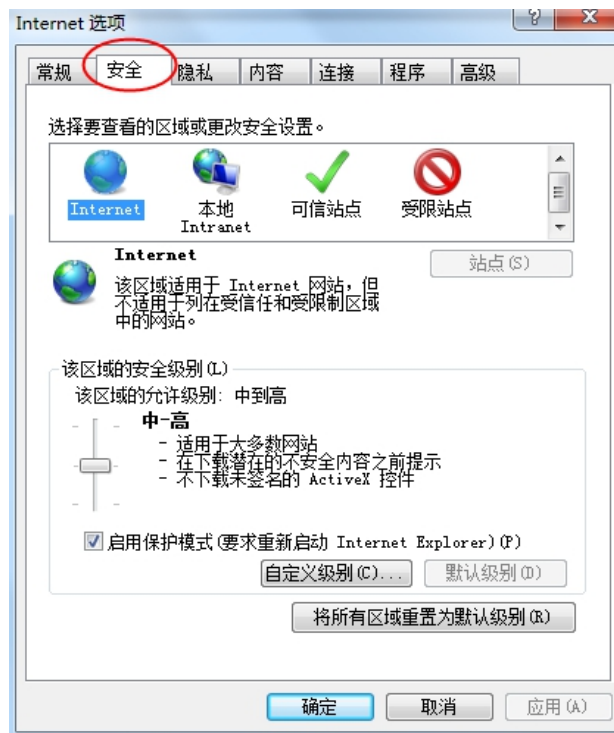 Internet 选项
常规 安全 隐私 内容 连接 程序 高级
选择要查看的区域或更改安全设置。
Internet 本地 可信站点 受限站点
Intranet
Internet
站点(S)
该区域适用于 Internet 网站，但
不适用于列在受信任和受限制区域
中的网站。
该区域的安全级别(L)
该区域的允许级别: 中到高
中-高
- 适用于大多数网站
- 在下载潜在的不安全内容之前提示
- 不下载未签名的 ActiveX 控件
启用保护模式(要求重新启动 Internet Explorer)(P)
自定义级别(C)... 默认级别(D)
将所有区域重置为默认级别(R)
确定 取消 应用(A)